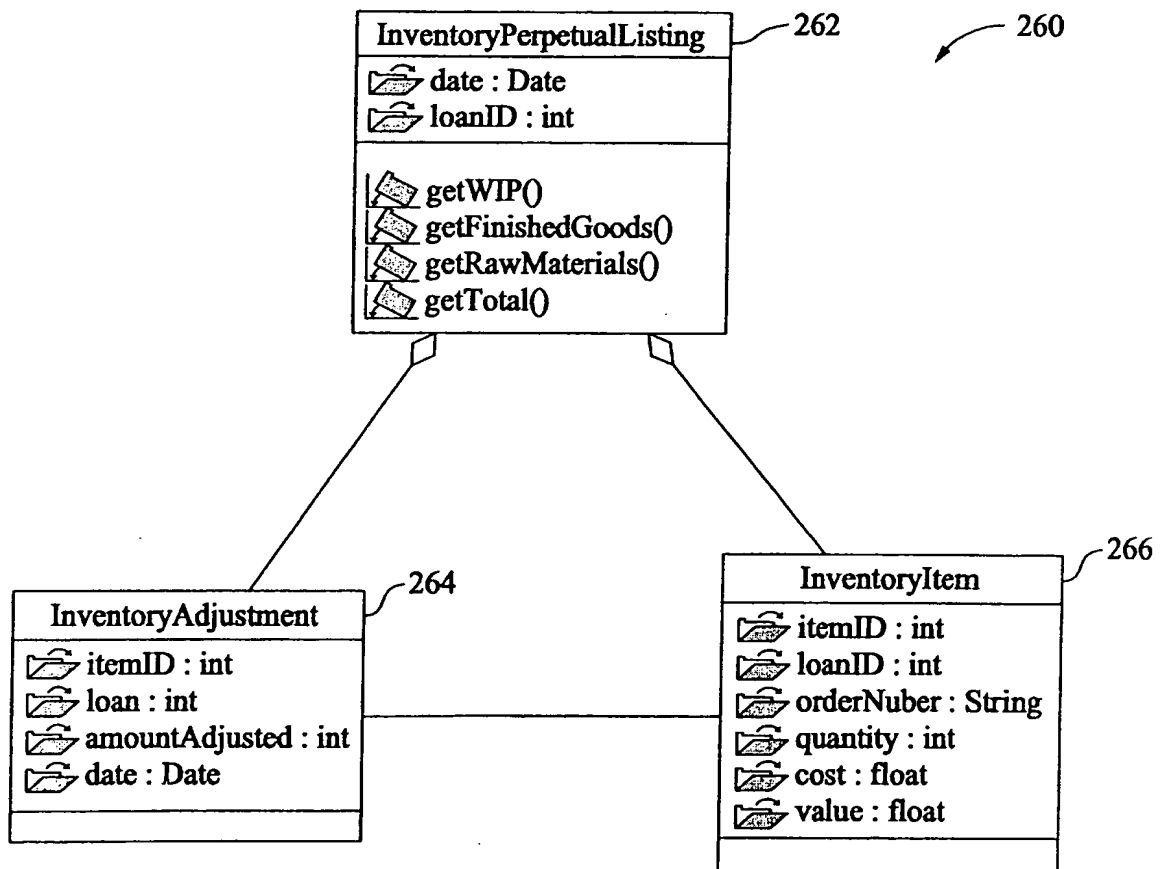 InventoryPerpetualListing
262
260
date : Date
loanID : int
getWIP()
getFinishedGoods()
getRawMaterials()
getTotal()
264
InventoryAdjustment
itemID : int
loan : int
amountAdjusted : int
date : Date
266
InventoryItem
itemID : int
loanID : int
orderNuber : String
quantity : int
cost : float
value : float